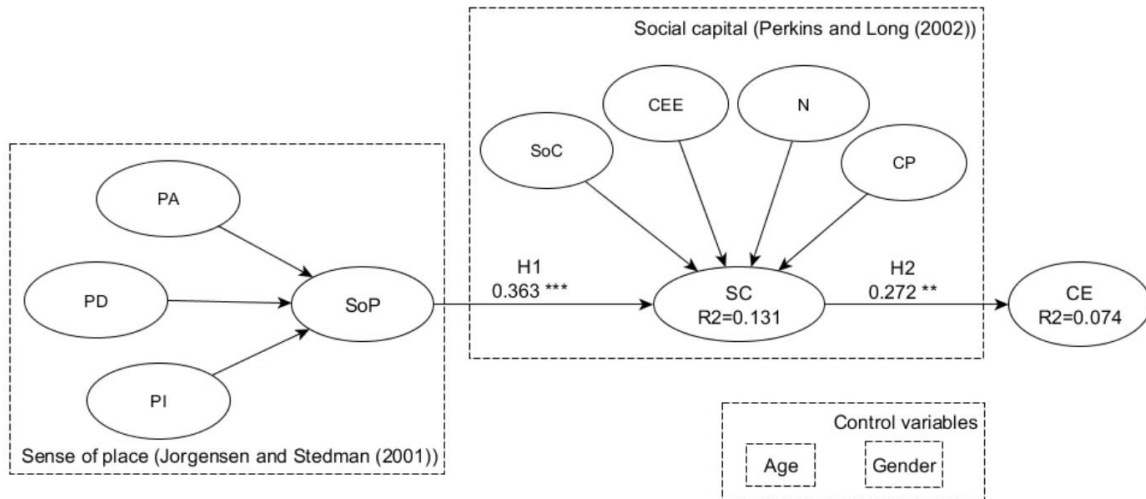 Social capital (Perkins and Long (2002))
CEE
N
SoC
CP
PA
H1
H2
PD
SoP
0.363 ***
SC
R2=0.131
0.272 **
CE
R2=0.074
PI
Sense of place (Jorgensen and Stedman (2001))
Control variables
Age
Gender